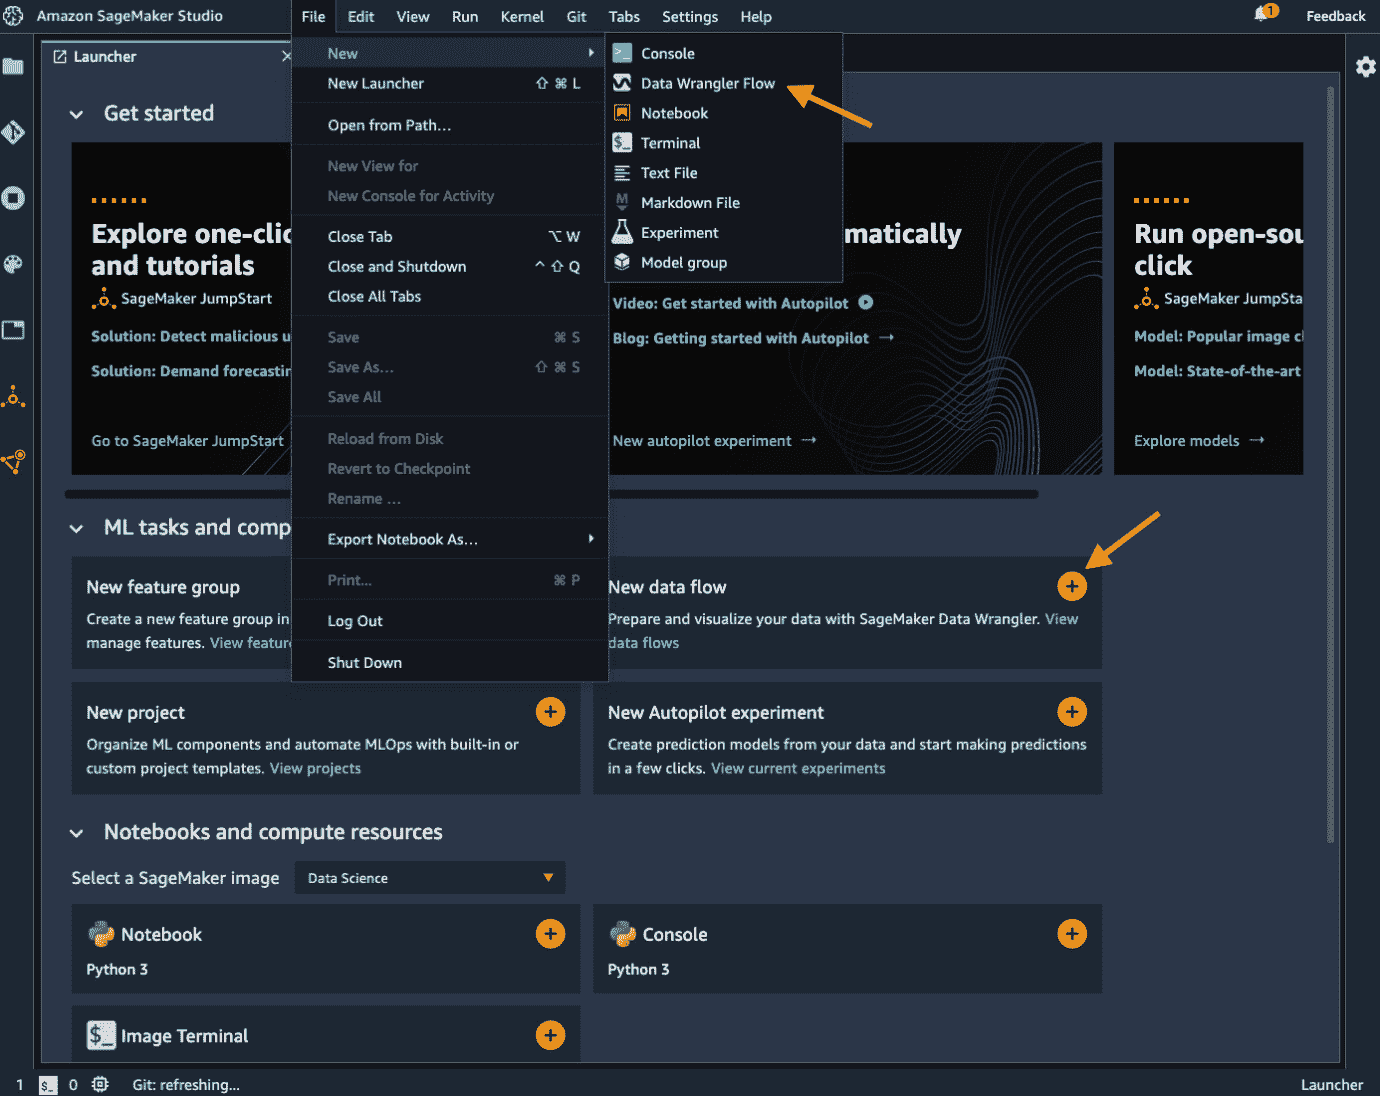 Amazon SageMaker Studio
File Edit View Run Kernel Git Tabs Settings Help
1
Feedback
Launcher
New
New Launcher ⇧ ⌘ L
Open from Path…
New View for
New Console for Activity
Close Tab ⌥ W
Close and Shutdown ^ ⇧ Q
Close All Tabs
Save ⌘ S
Save As… ⇧ ⌘ S
Save All
Reload from Disk
Revert to Checkpoint
Rename …
Export Notebook As…
Print... ⌘ P
Log Out
Shut Down
Console
Data Wrangler Flow
Notebook
Terminal
Text File
Markdown File
Experiment
Model group
Get started
Explore one-clic
and tutorials
SageMaker JumpStart
Solution: Detect malicious u
Solution: Demand forecastin
Go to SageMaker JumpStart
matically
Video: Get started with Autopilot
Blog: Getting started with Autopilot →
New autopilot experiment →
Run open-sou
click
SageMaker JumpSta
Model: Popular image cl
Model: State-of-the-art
Explore models →
ML tasks and comp
New feature group
Create a new feature group in
manage features. View feature
New data flow
Prepare and visualize your data with SageMaker Data Wrangler. View
data flows
New project
Organize ML components and automate MLOps with built-in or
custom project templates. View projects
New Autopilot experiment
Create prediction models from your data and start making predictions
in a few clicks. View current experiments
Notebooks and compute resources
Select a SageMaker image
Data Science
Notebook
Python 3
Console
Python 3
$_ Image Terminal
1 $_ 0 Git: refreshing...
Launcher